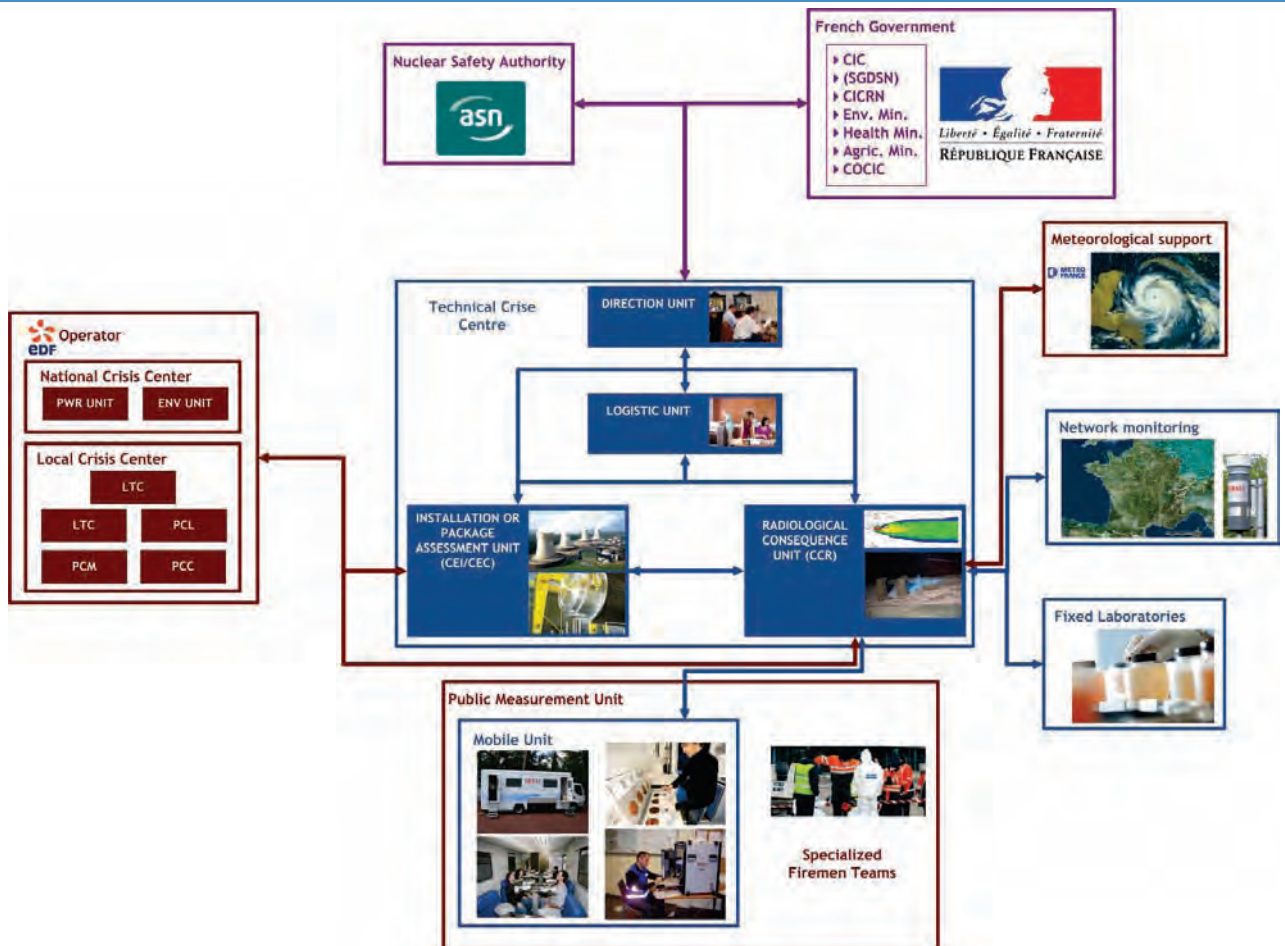 Nuclear Safety Authority
asn
French Government
CIC
(SGDSN)
CICRN
Env. Min.
Health Min.
Agric. Min.
COCIC
Liberté • Égalité • Fraternité
RÉPUBLIQUE FRANÇAISE
Meteorological support
METEO
FRANCE
Technical Crise
Centre
DIRECTION UNIT
LOGISTIC UNIT
INSTALLATION OR
PACKAGE
ASSESSMENT UNIT
(CEI/CEC)
RADIOLOGICAL
CONSEQUENCE
UNIT (CCR)
eDF
Operator
National Crisis Center
PWR UNIT
ENV UNIT
Local Crisis Center
LTC
LTC
PCL
PCM
PCC
Network monitoring
Fixed Laboratories
Public Measurement Unit
Mobile Unit
Specialized
Firemen Teams